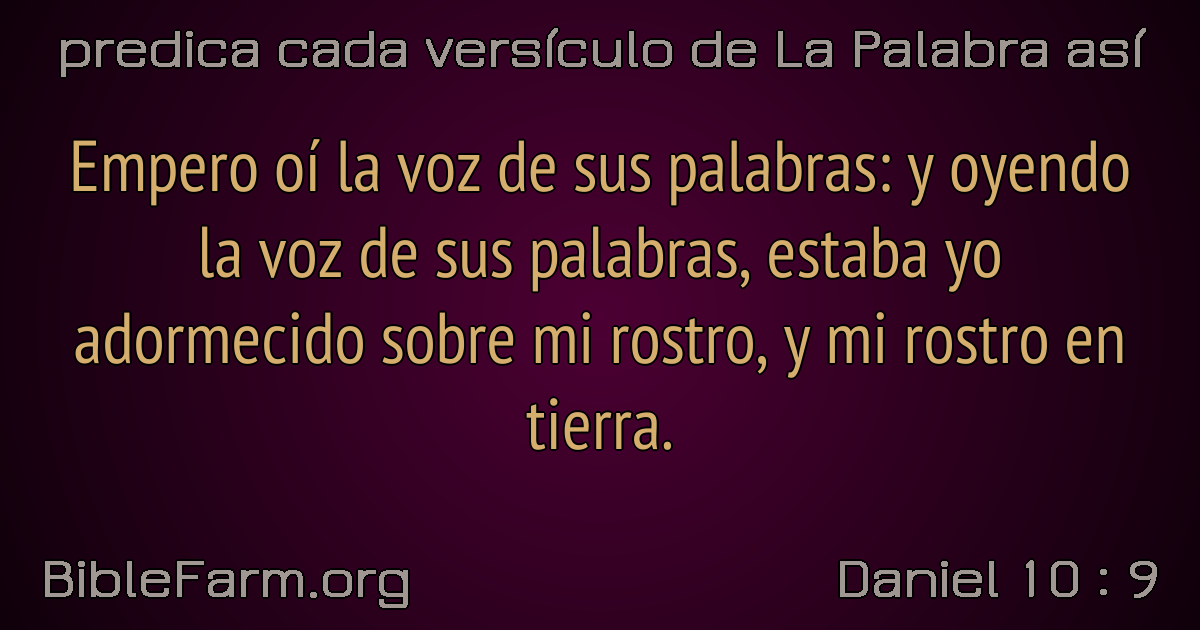 predica cada versículo de La Palabra así
Empero oí la voz de sus palabras: y oyendo
la voz de sus palabras, estaba yo
adormecido sobre mi rostro, y mi rostro en
tierra.
BibleFarm.org
Daniel 10 : 9